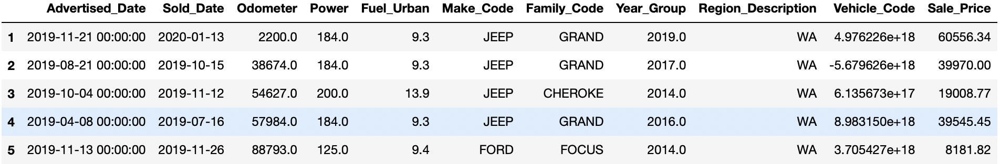 Advertised_Date Sold_Date Odometer Power Fuel_Urban Make_Code Family_Code Year_Group Region_Description Vehicle_Code Sale_Price
1 2019-11-21 00:00:00 2020-01-13 2200.0 184.0 9.3 JEEP GRAND 2019.0 WA 4.976226e+18 60556.34
2 2019-08-21 00:00:00 2019-10-15 38674.0 184.0 9.3 JEEP GRAND 2017.0 WA -5.679626e+18 39970.00
3 2019-10-04 00:00:00 2019-11-12 54627.0 200.0 13.9 JEEP CHEROKE 2014.0 WA 6.135673e+17 19008.77
4 2019-04-08 00:00:00 2019-07-16 57984.0 184.0 9.3 JEEP GRAND 2016.0 WA 8.983150e+18 39545.45
5 2019-11-13 00:00:00 2019-11-26 88793.0 125.0 9.4 FORD FOCUS 2014.0 WA 3.705427e+18 8181.82